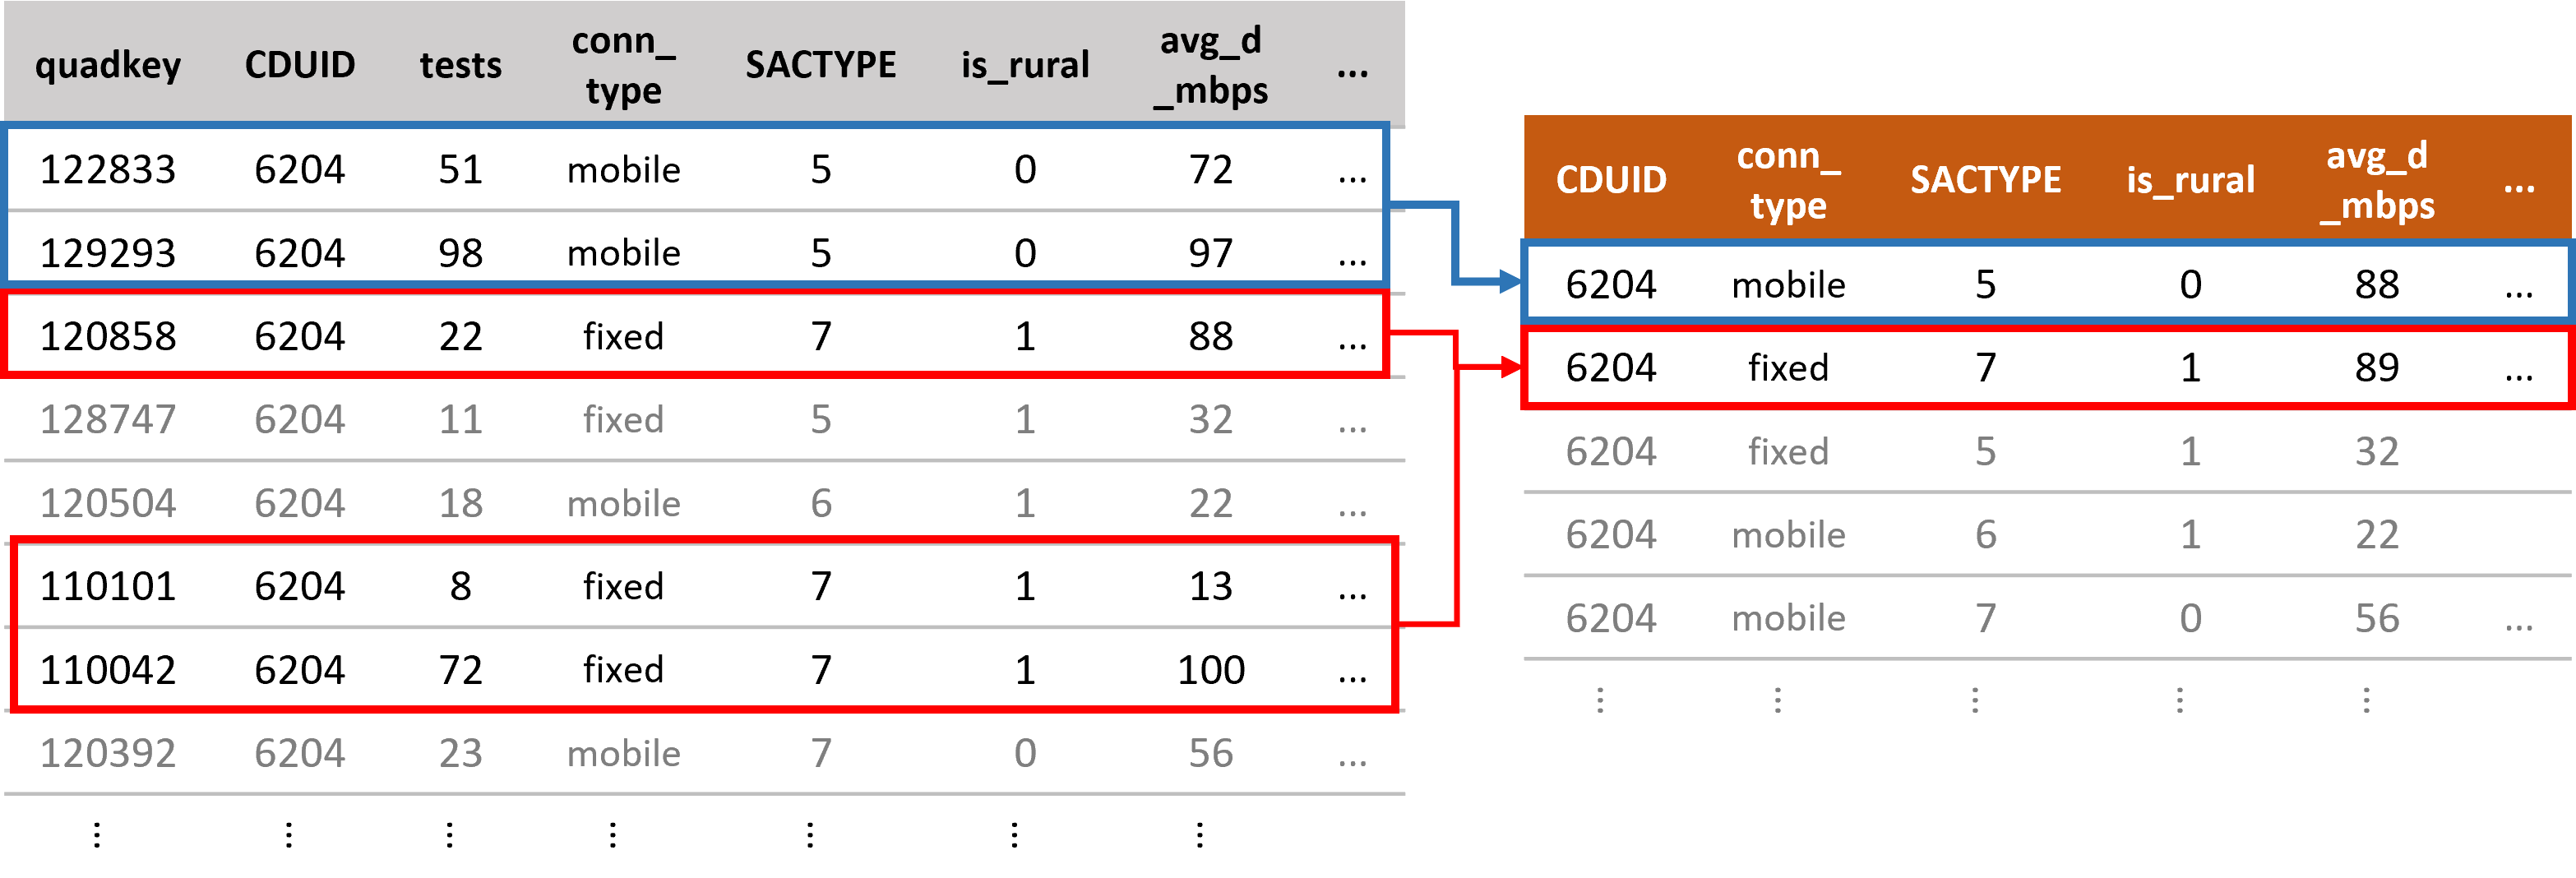 quadkey CDUID tests conn_ type SACTYPE is_rural avg_d _mbps ...
122833 6204 51 mobile 5 0 72 ...
129293 6204 98 mobile 5 0 97 ...
120858 6204 22 fixed 7 1 88 ...
128747 6204 11 fixed 5 1 32 ...
120504 6204 18 mobile 6 1 22 ...
110101 6204 8 fixed 7 1 13 ...
110042 6204 72 fixed 7 1 100 ...
120392 6204 23 mobile 7 0 56 ...
⋮ ⋮ ⋮ ⋮ ⋮ ⋮ ⋮
CDUID conn_ type SACTYPE is_rural avg_d _mbps ...
6204 mobile 5 0 88 ...
6204 fixed 7 1 89 ...
6204 fixed 5 1 32
6204 mobile 6 1 22
6204 mobile 7 0 56 ...
⋮ ⋮ ⋮ ⋮ ⋮